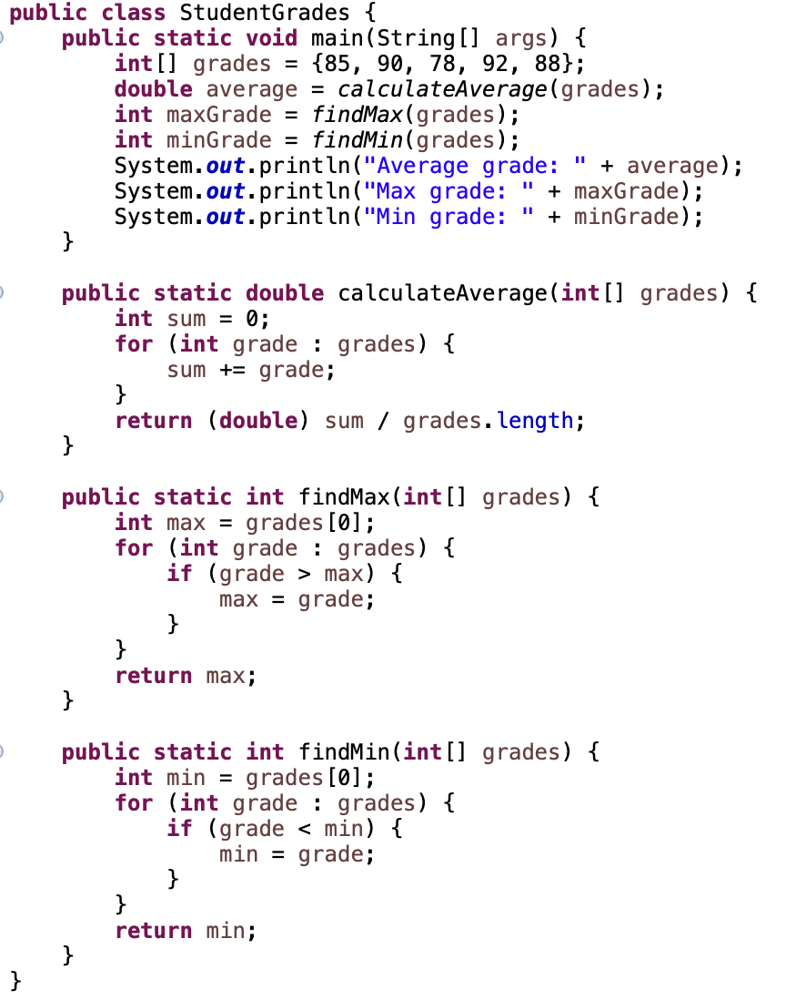 public class StudentGrades {
    public static void main(String[] args) {
        int[] grades = {85, 90, 78, 92, 88};
        double average = calculateAverage(grades);
        int maxGrade = findMax(grades);
        int minGrade = findMin(grades);
        System.out.println("Average grade: " + average);
        System.out.println("Max grade: " + maxGrade);
        System.out.println("Min grade: " + minGrade);
    }

    public static double calculateAverage(int[] grades) {
        int sum = 0;
        for (int grade : grades) {
            sum += grade;
        }
        return (double) sum / grades.length;
    }

    public static int findMax(int[] grades) {
        int max = grades[0];
        for (int grade : grades) {
            if (grade > max) {
                max = grade;
            }
        }
        return max;
    }

    public static int findMin(int[] grades) {
        int min = grades[0];
        for (int grade : grades) {
            if (grade < min) {
                min = grade;
            }
        }
        return min;
    }
}